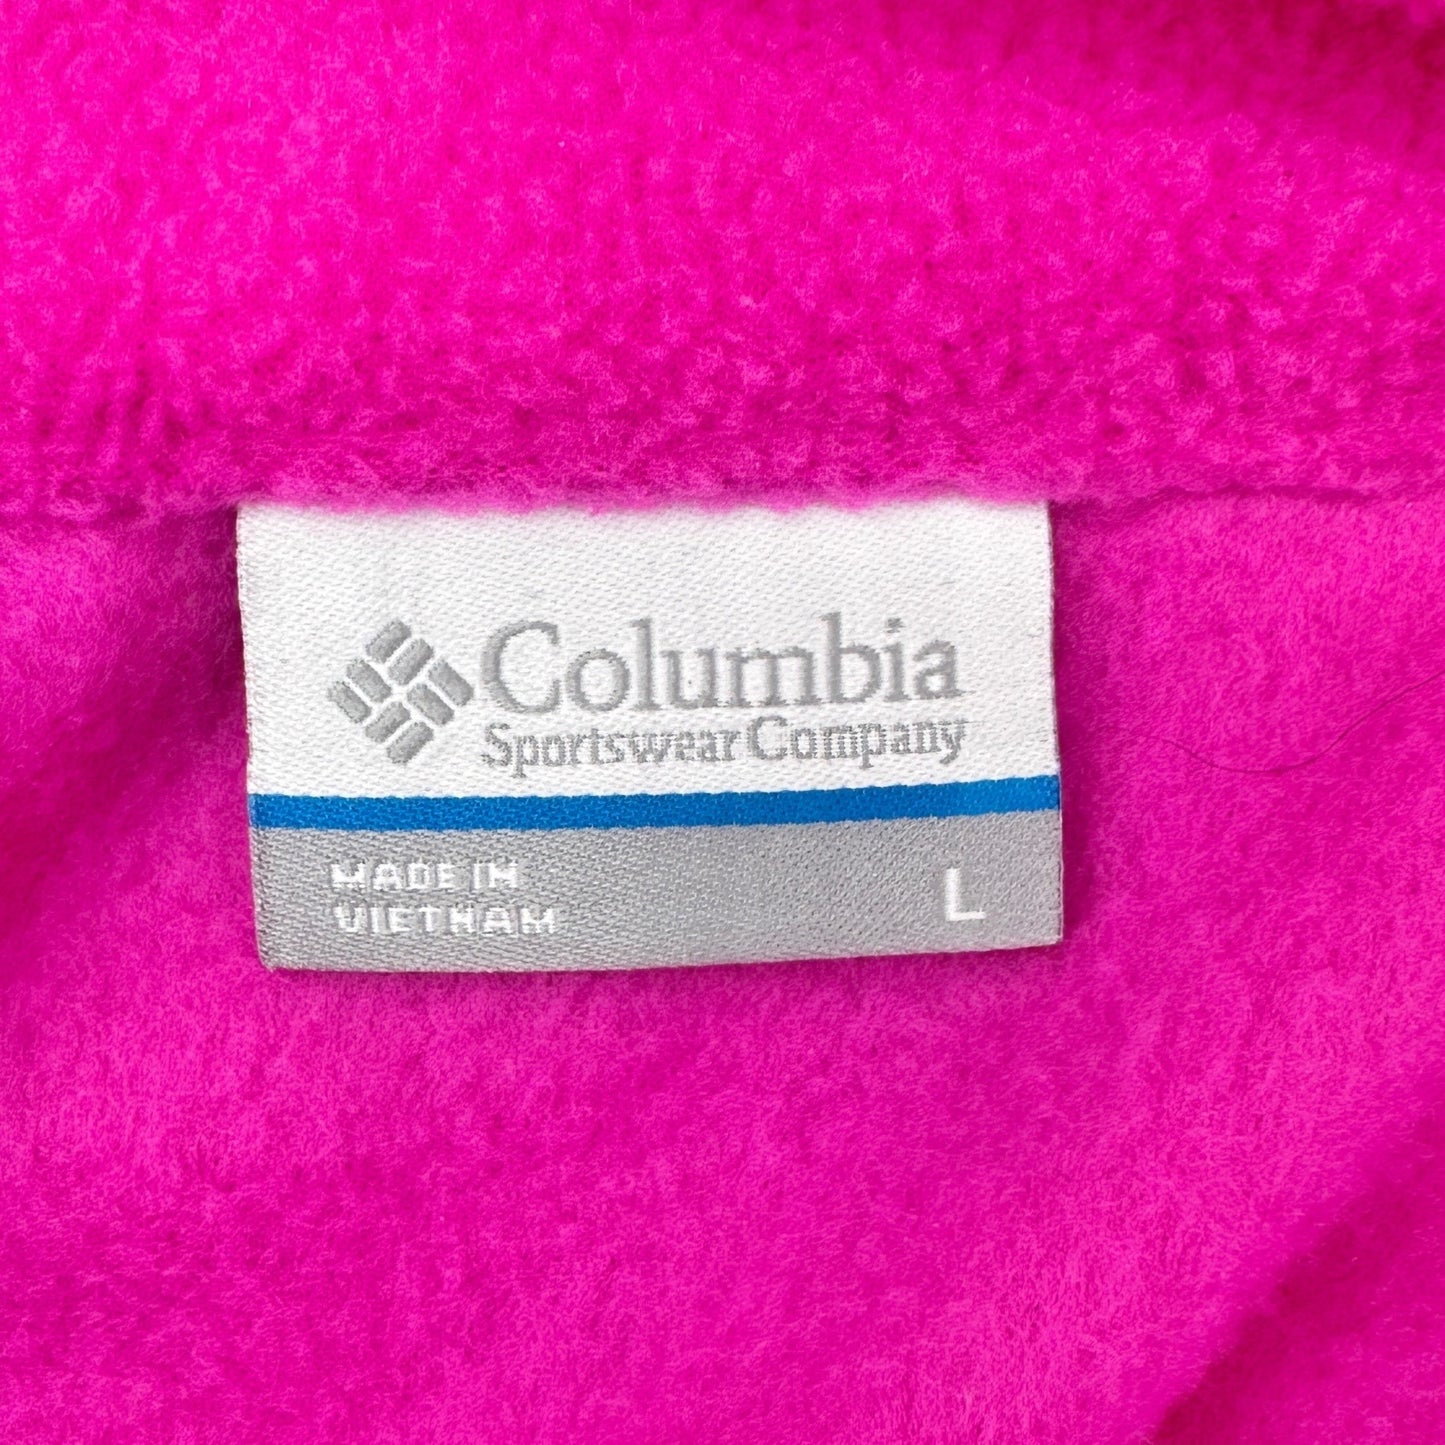 Columbia
Sportswear Company
MADE IN
VIETNAM
L